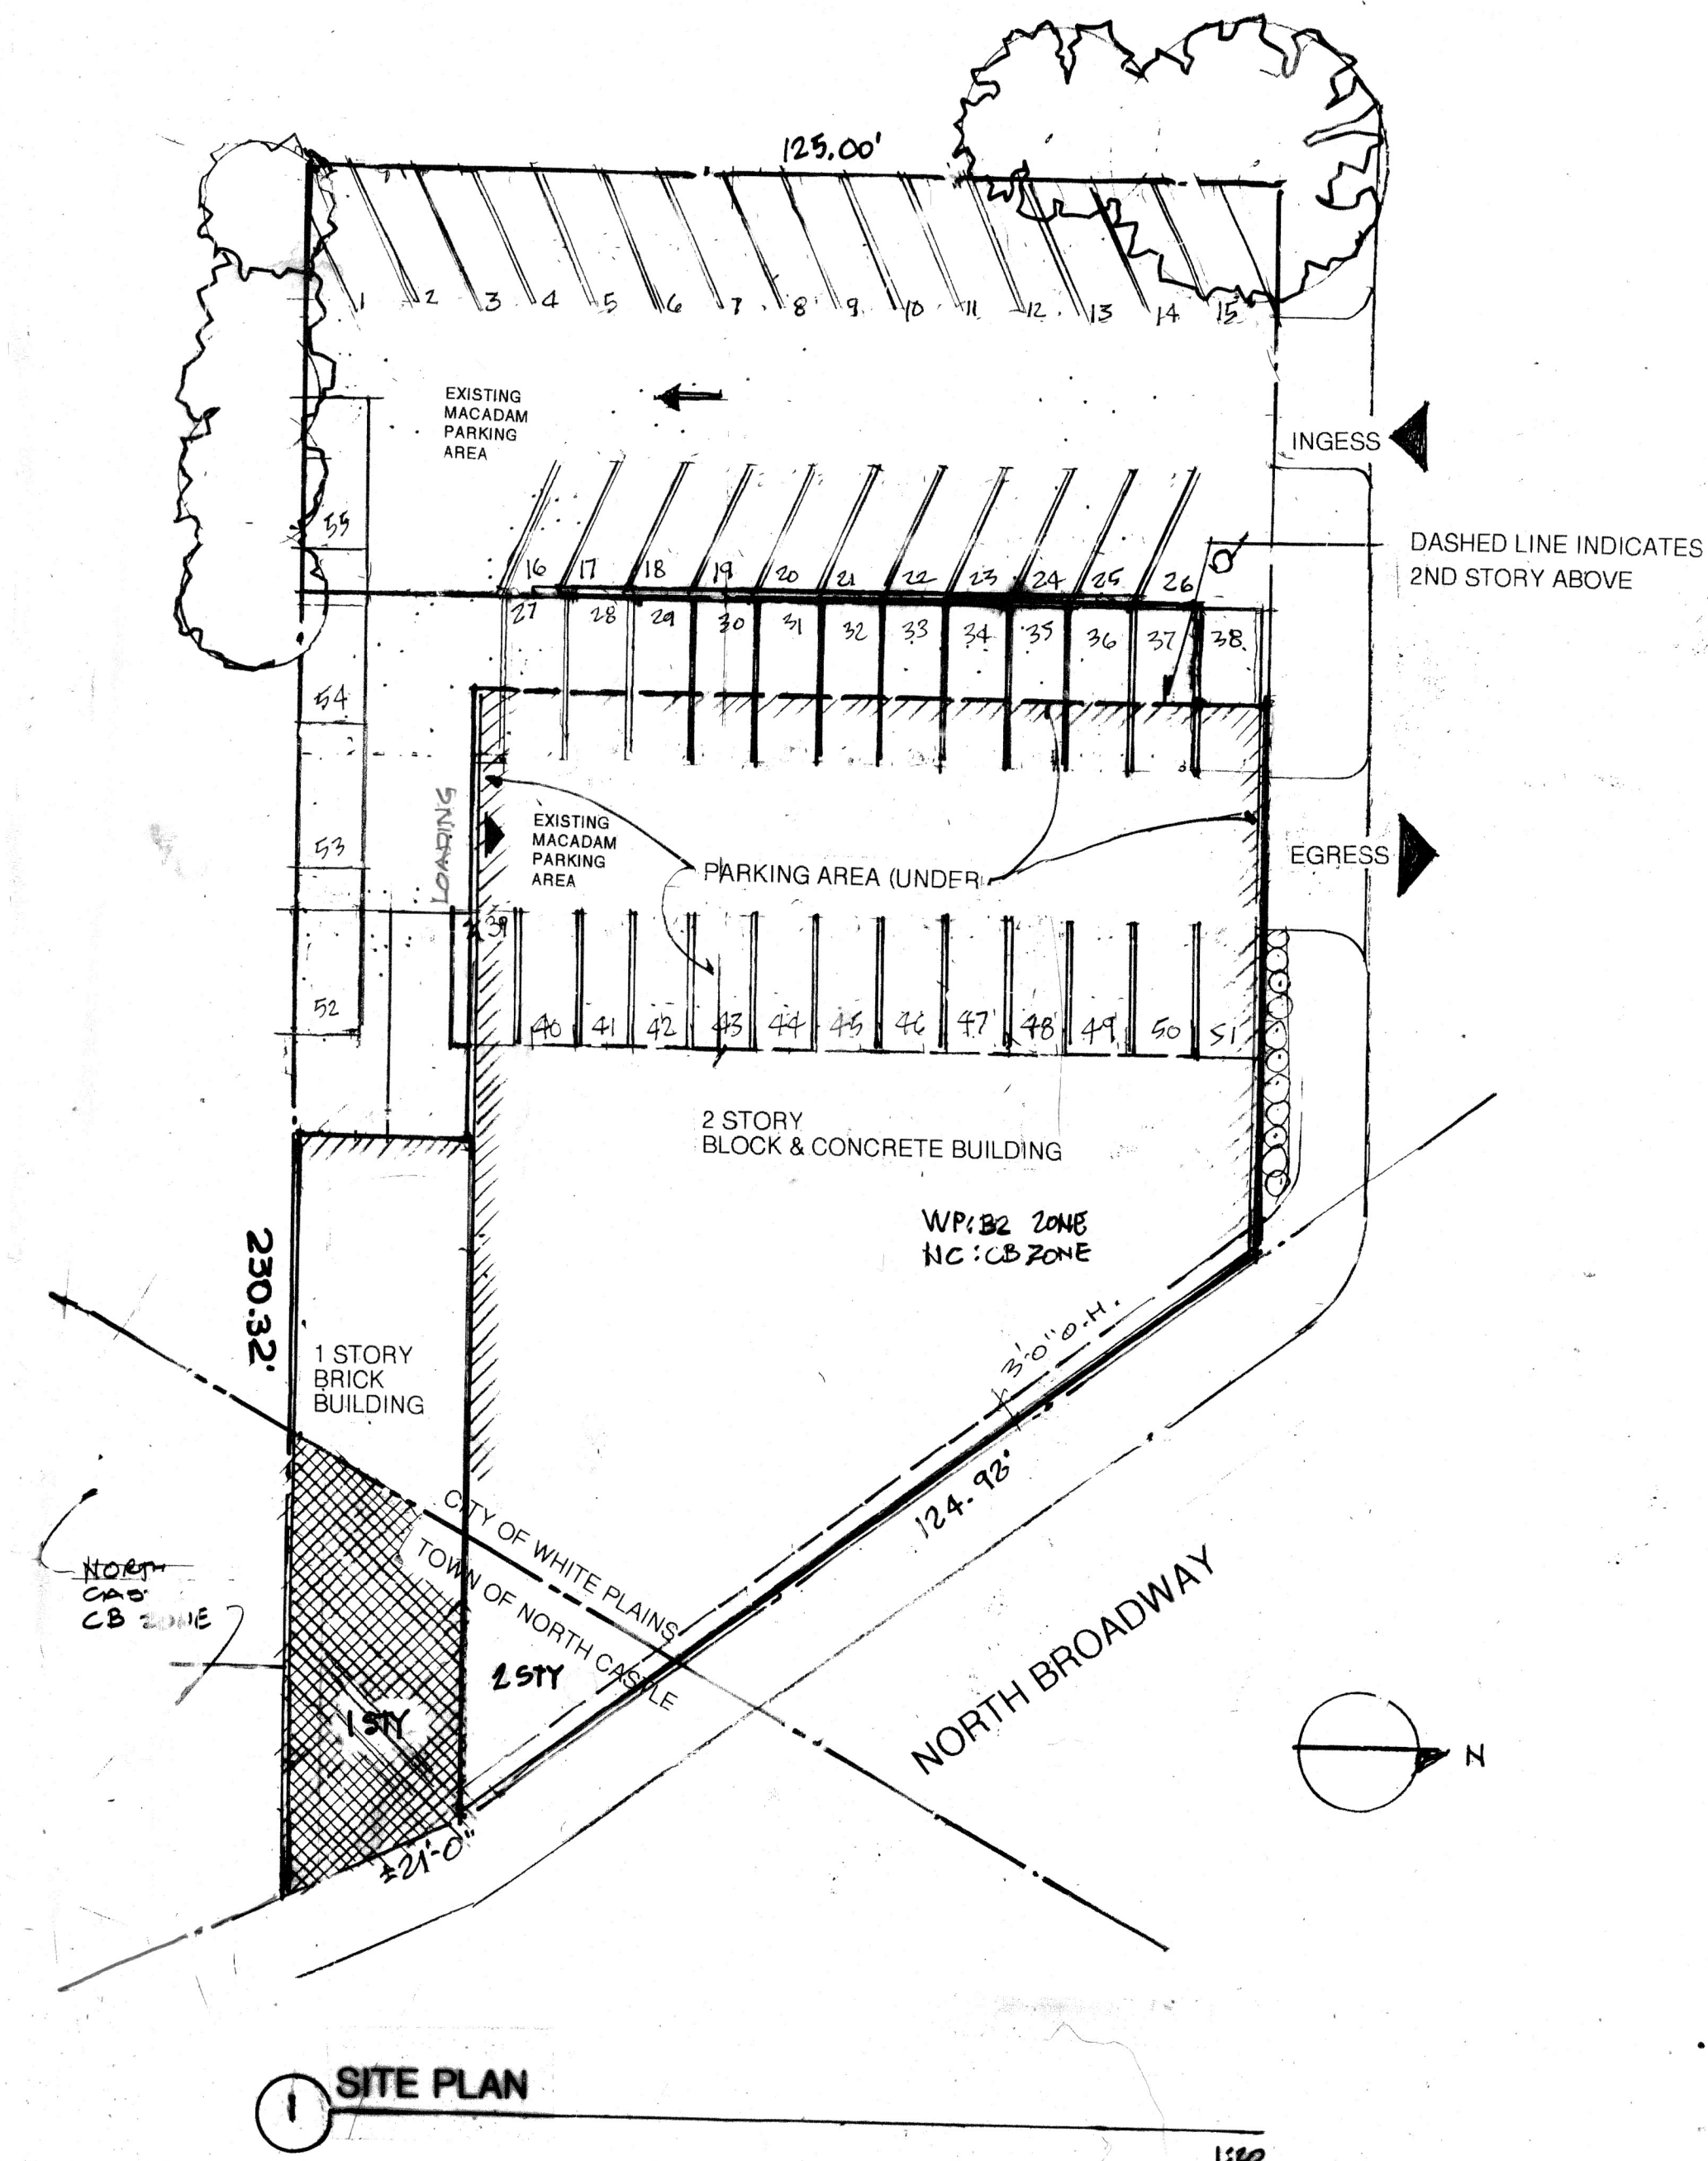 125.00'
1 2 3 4 5 6 7 8 9 10 11 12 13 14 15
EXISTING
MACADAM
PARKING
AREA
INGESS
55
DASHED LINE INDICATES
2ND STORY ABOVE
16 17 18 19 20 21 22 23 24 25 26
27 28 29 30 31 32 33 34 35 36 37 38
54
LOADING
EXISTING
MACADAM
PARKING
AREA
53
PARKING AREA (UNDER)
EGRESS
39
52
40 41 42 43 44 45 46 47 48 49 50 51
2 STORY
BLOCK & CONCRETE BUILDING
WP: B2 ZONE
NC: CB ZONE
230.32'
3'0" O.H.
1 STORY
BRICK
BUILDING
124.92'
CITY OF WHITE PLAINS
TOWN OF NORTH CASTLE
NORTH
CAS
CB ZONE
2 STY
NORTH BROADWAY
1 STY
N
±21'-0"
1
SITE PLAN
1:20